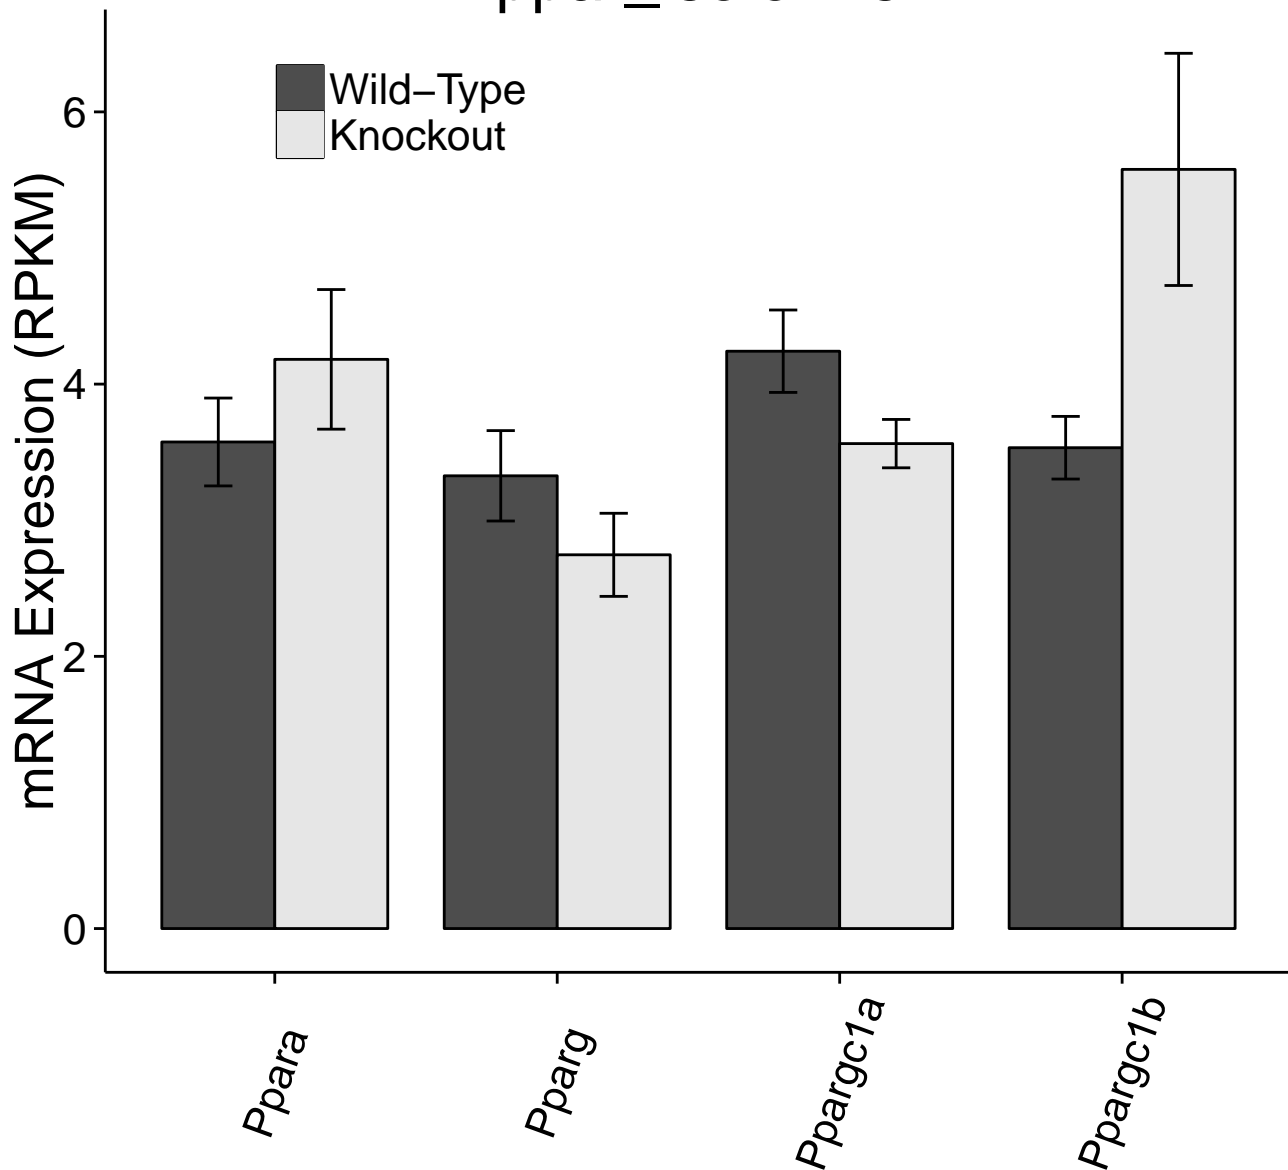 Wild–Type
Knockout
mRNA Expression (RPKM)
6
4
2
0
Ppara
Pparg
Ppargc1a
Ppargc1b